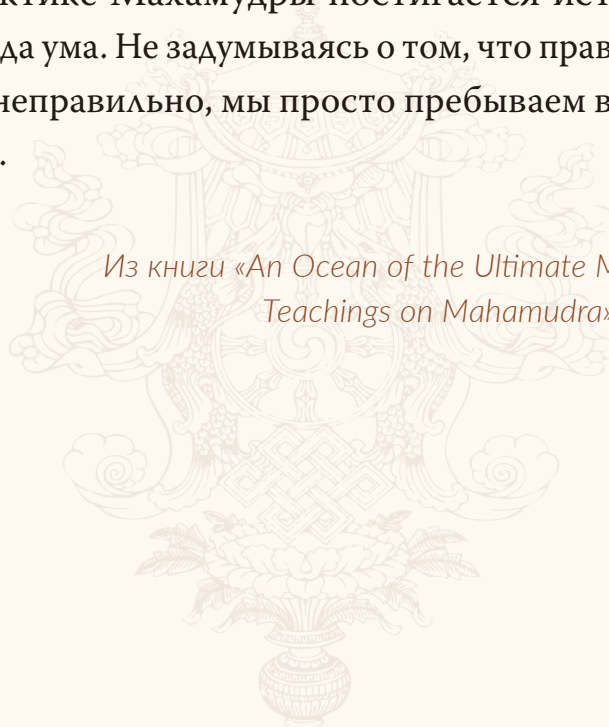 ктике Махамудры постигается ист
да ума. Не задумываясь о том, что прав
неправильно, мы просто пребываем в
.
Из книги «An Ocean of the Ultimate M
Teachings on Mahamudra»